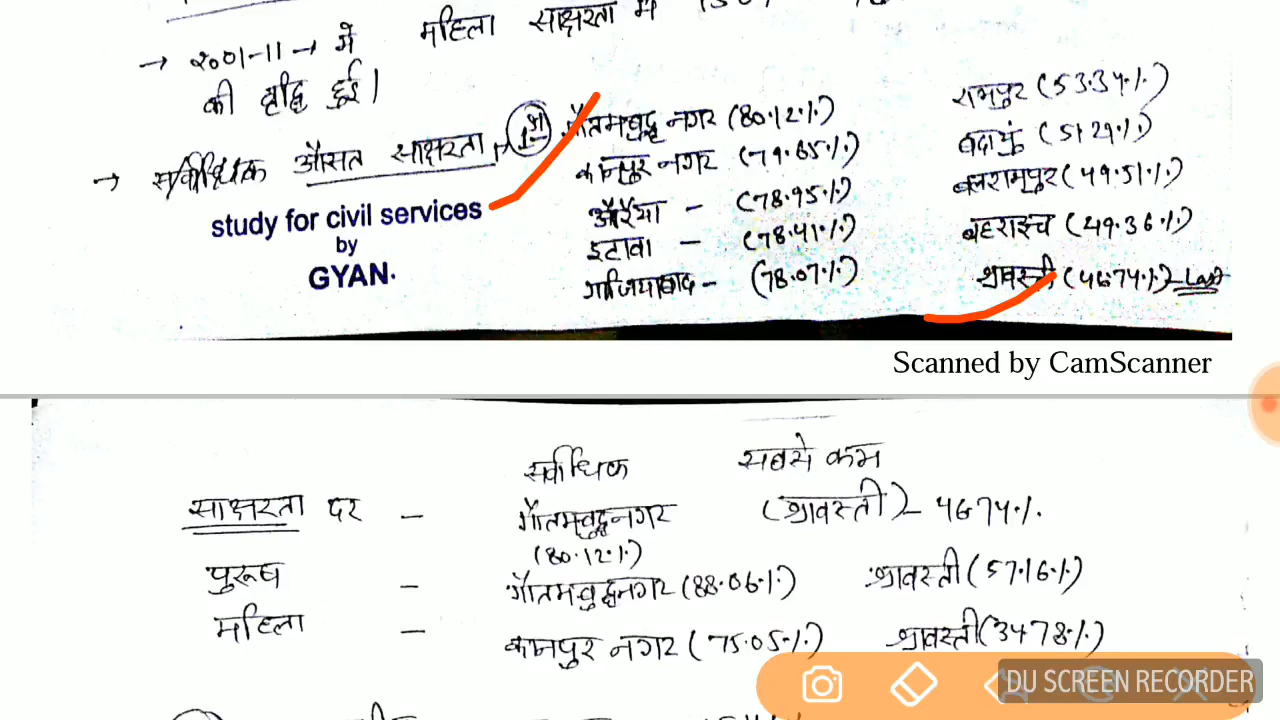 → २००1-11 → में महिला साक्षरता में
की वृद्धि हुई।
→ सर्वाधिक औसत साक्षरता → 1st गौतमबुद्ध नगर (80.12%) रामपुर (53.34%)
कानपुर नगर (79.65%) बदायूं (51.29%)
औरैया - (78.95%) बलरामपुर (49.51%)
इटावा - (78.41%) बहराइच (49.36%)
गाजियाबाद - (78.07%) श्रावस्ती (46.74%) - Last
study for civil services
by
GYAN.
Scanned by CamScanner
सर्वाधिक सबसे कम
साक्षरता दर - गौतमबुद्धनगर (श्रावस्ती) - 46.74%
(80.12%)
पुरूष - गौतमबुद्धनगर (88.06%) श्रावस्ती (57.16%)
महिला - कानपुर नगर (75.05%) श्रावस्ती (34.78%)
DU SCREEN RECORDER